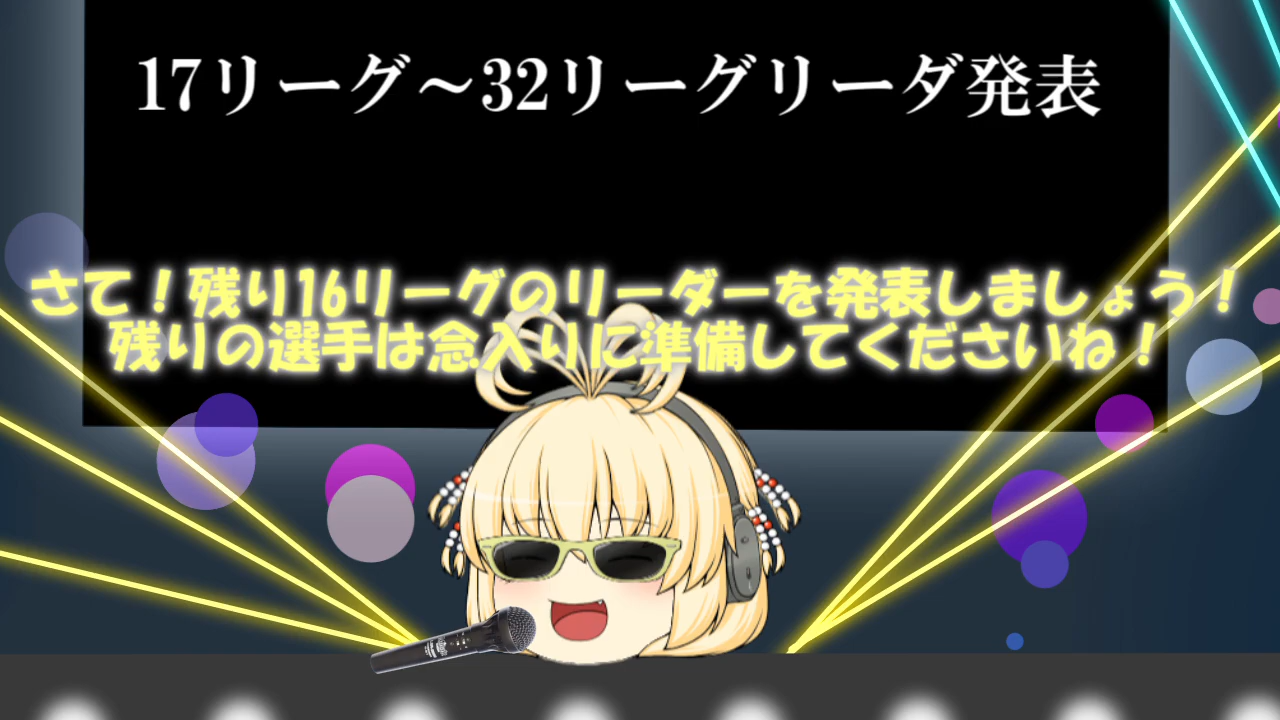 17リーグ～32リーグリーダ発表
さて！残り16リーグのリーダーを発表しましょう！
残りの選手は念入りに準備してくださいね！